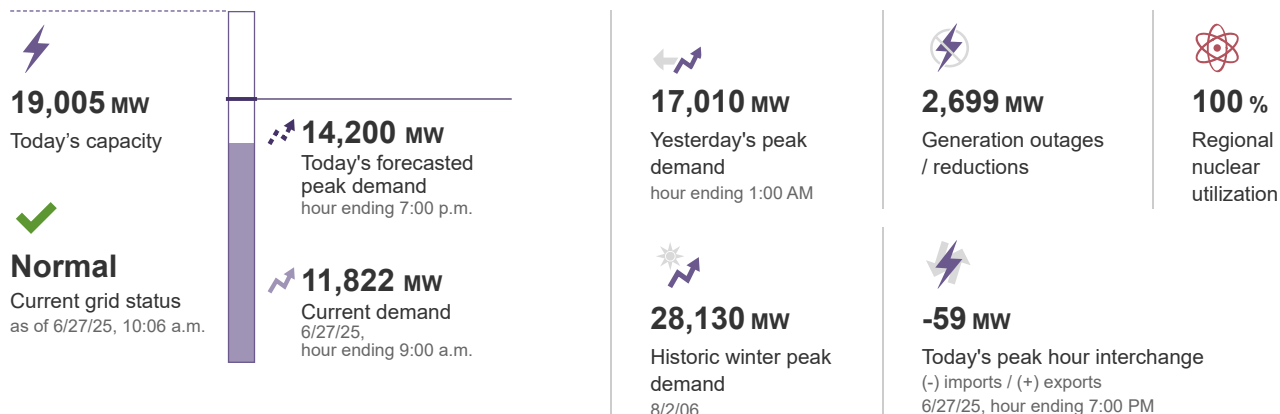 19,005 MW
Today’s capacity
Normal
Current grid status
as of 6/27/25, 10:06 a.m.
14,200 MW
Today's forecasted
peak demand
hour ending 7:00 p.m.
11,822 MW
Current demand
6/27/25,
hour ending 9:00 a.m.
17,010 MW
Yesterday's peak
demand
hour ending 1:00 AM
2,699 MW
Generation outages
/ reductions
100 %
Regional
nuclear
utilization
28,130 MW
Historic winter peak
demand
8/2/06
-59 MW
Today's peak hour interchange
(-) imports / (+) exports
6/27/25, hour ending 7:00 PM